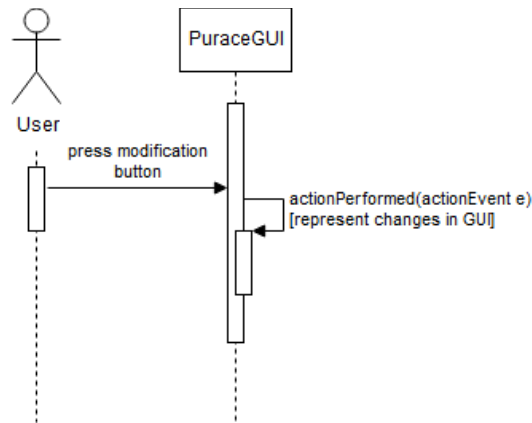 PuraceGUI
User
press modification
button
actionPerformed(actionEvent e)
[represent changes in GUI]